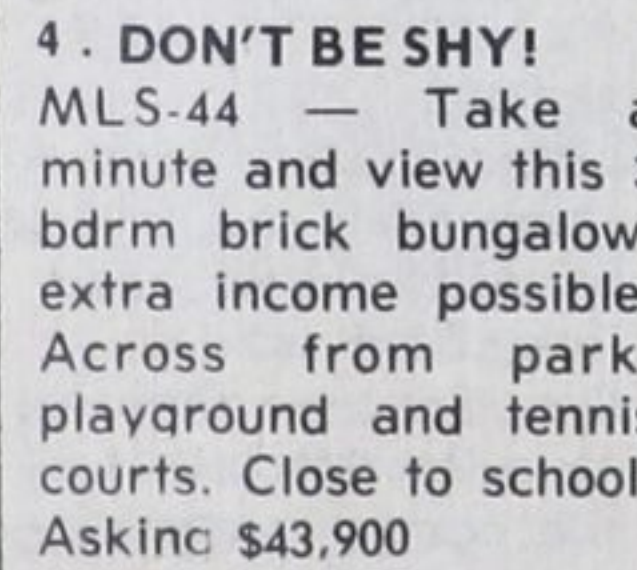 4. DON'T BE SHY!
MLS-44 — Take a
minute and view this
bdrm brick bungalow
extra income possible
Across from park
playground and tennis
courts. Close to school
Asking $43,900